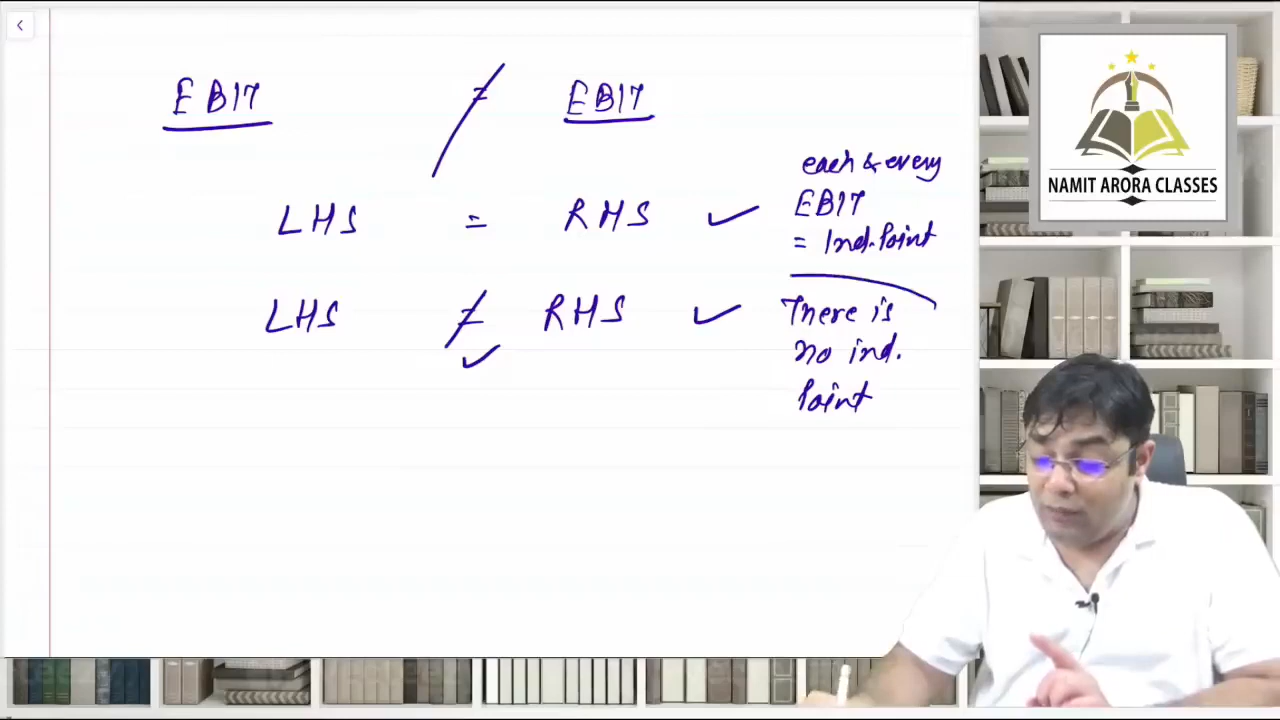 EBIT ≠ EBIT
LHS = RHS ✓
each & every
EBIT
= Ind. Point
LHS ≠ RHS ✓
✓
There is
no ind.
Point
NAMIT ARORA CLASSES